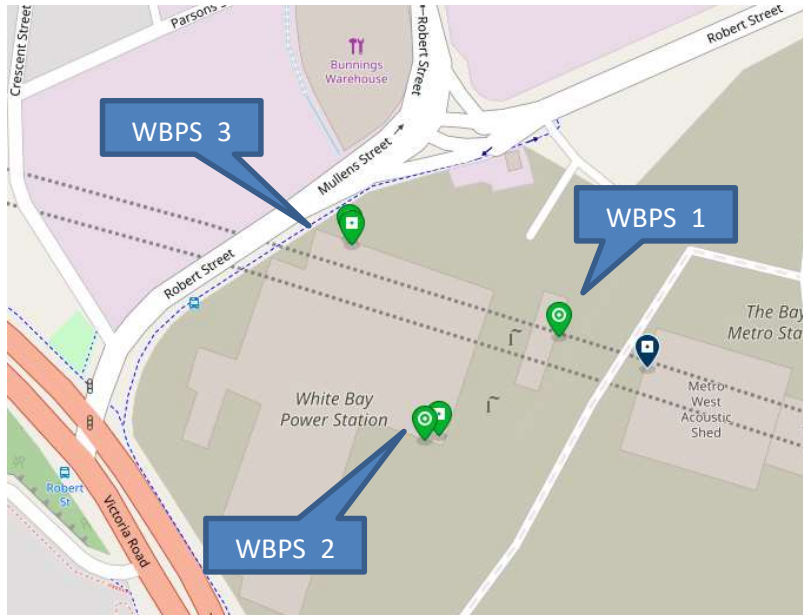 Parsons S
Crescent Street
Bunnings
Warehouse
Robert Street
Robert Street
WBPS 3
Mullens Street
WBPS 1
Robert Street
The Bay
Metro Sta
White Bay
Power Station
Metro
West
Acoustic
Shed
Robert
St
Victoria Road
WBPS 2